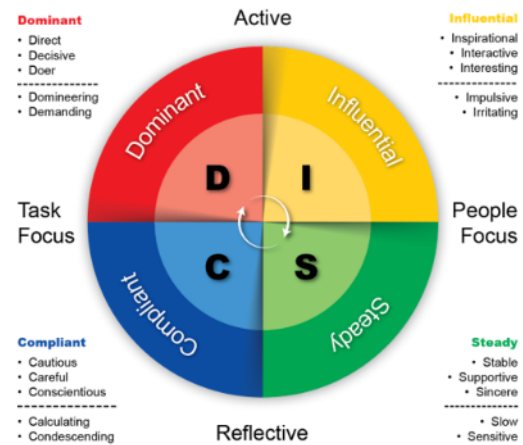 Active
Dominant
• Direct
• Decisive
• Doer
• Domineering
• Demanding
Influential
• Inspirational
• Interactive
• Interesting
• Impulsive
• Irritating
Dominant
Influential
D
I
Task
Focus
People
Focus
C
S
Compliant
Steady
Compliant
• Cautious
• Careful
• Conscientious
• Calculating
• Condescending
Steady
• Stable
• Supportive
• Sincere
• Slow
• Sensitive
Reflective